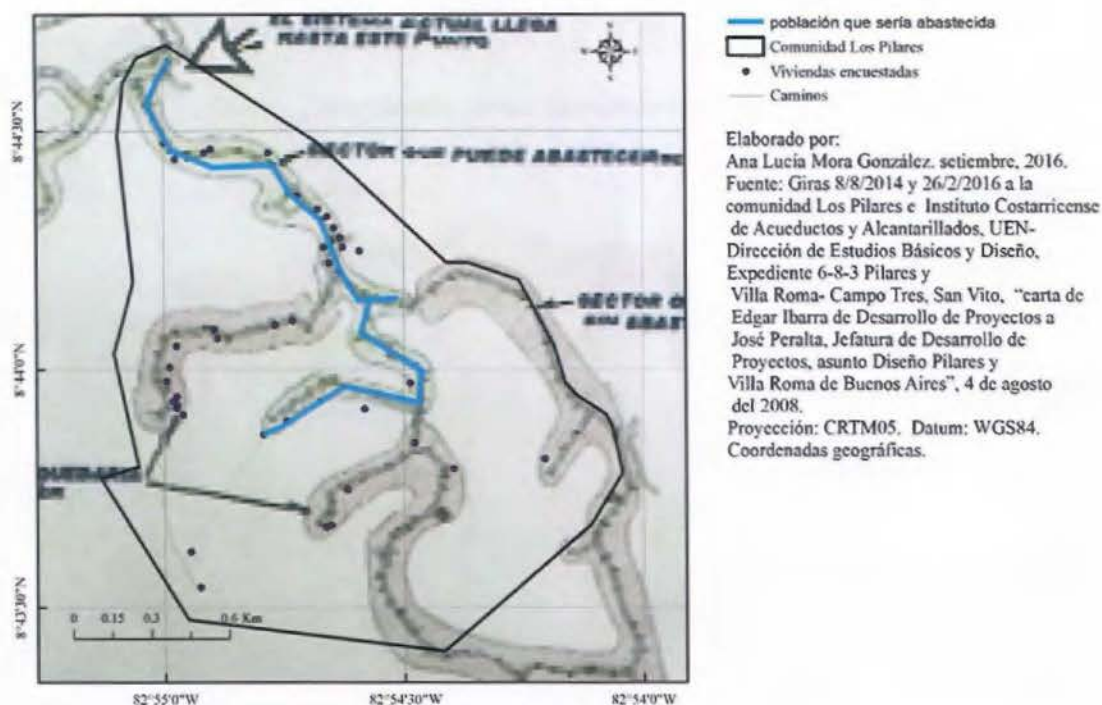 EL SISTEMA ACTUAL LLEGA
HASTA ESTE PUNTO
SECTOR QUE PUEDE ABASTECERSE
SECTOR
SIN ABAST
QUEDARIA
8°44'30"N
8°44'0"N
8°43'30"N
0 0.15 0.3 0.6 Km
82°55'0"W
82°54'30"W
82°54'0"W
población que sería abastecida
Comunidad Los Pilares
Viviendas encuestadas
Caminos
Elaborado por:
Ana Lucía Mora González. setiembre, 2016.
Fuente: Giras 8/8/2014 y 26/2/2016 a la
comunidad Los Pilares e Instituto Costarricense
de Acueductos y Alcantarillados, UEN-
Dirección de Estudios Básicos y Diseño,
Expediente 6-8-3 Pilares y
Villa Roma- Campo Tres, San Vito, “carta de
Edgar Ibarra de Desarrollo de Proyectos a
José Peralta, Jefatura de Desarrollo de
Proyectos, asunto Diseño Pilares y
Villa Roma de Buenos Aires”, 4 de agosto
del 2008.
Proyección: CRTM05. Datum: WGS84.
Coordenadas geográficas.